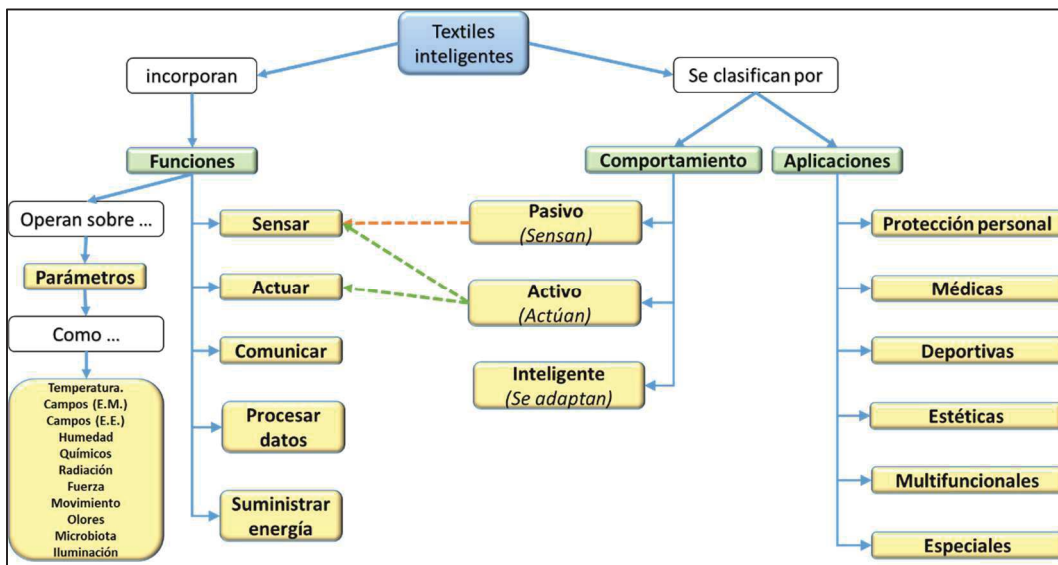 Textiles
inteligentes
incorporan
Se clasifican por
Funciones
Comportamiento
Aplicaciones
Operan sobre ...
Parámetros
Como ...
Temperatura.
Campos (E.M.)
Campos (E.E.)
Humedad
Químicos
Radiación
Fuerza
Movimiento
Olores
Microbiota
Iluminación
Sensar
Actuar
Comunicar
Procesar
datos
Suministrar
energía
Pasivo
(Sensan)
Activo
(Actúan)
Inteligente
(Se adaptan)
Protección personal
Médicas
Deportivas
Estéticas
Multifuncionales
Especiales